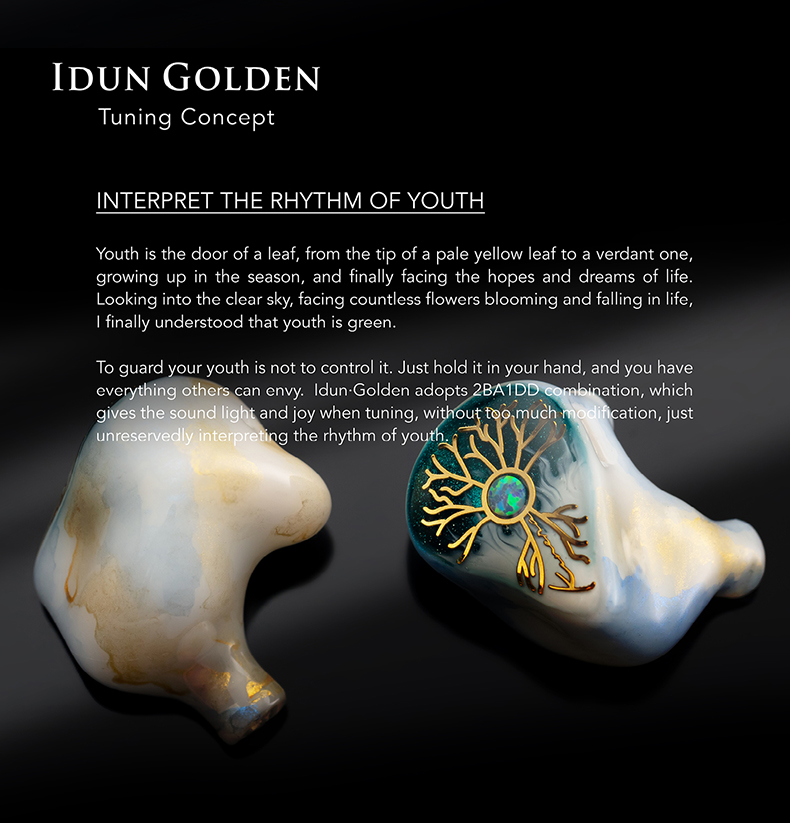 IDUN GOLDEN
Tuning Concept
INTERPRET THE RHYTHM OF YOUTH
Youth is the door of a leaf, from the tip of a pale yellow leaf to a verdant one,
growing up in the season, and finally facing the hopes and dreams of life.
Looking into the clear sky, facing countless flowers blooming and falling in life,
I finally understood that youth is green.
To guard your youth is not to control it. Just hold it in your hand, and you have
everything others can envy.  Idun·Golden adopts 2BA1DD combination, which
gives the sound light and joy when tuning, without too much modification, just
unreservedly interpreting the rhythm of youth.